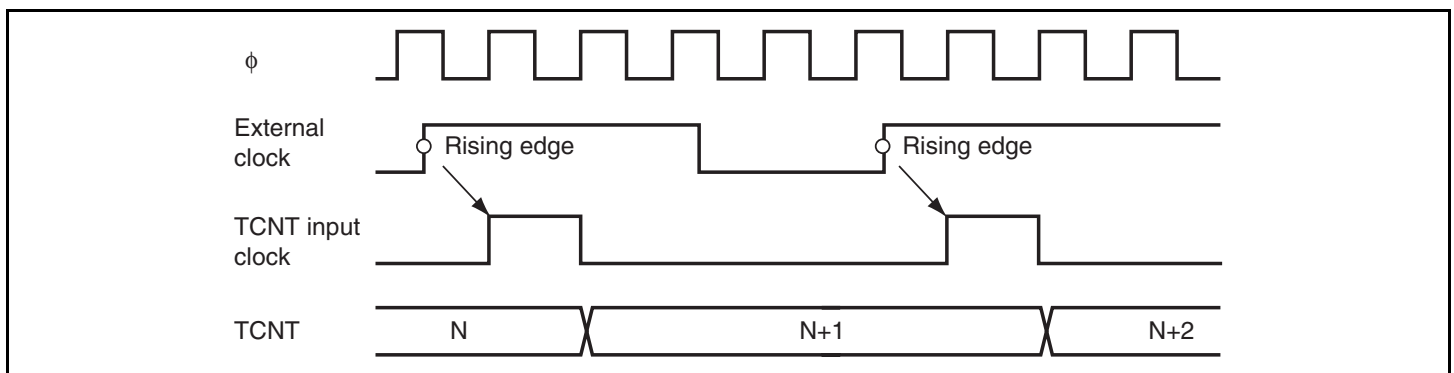 φ
External
clock
Rising edge
Rising edge
TCNT input
clock
TCNT
N
N+1
N+2